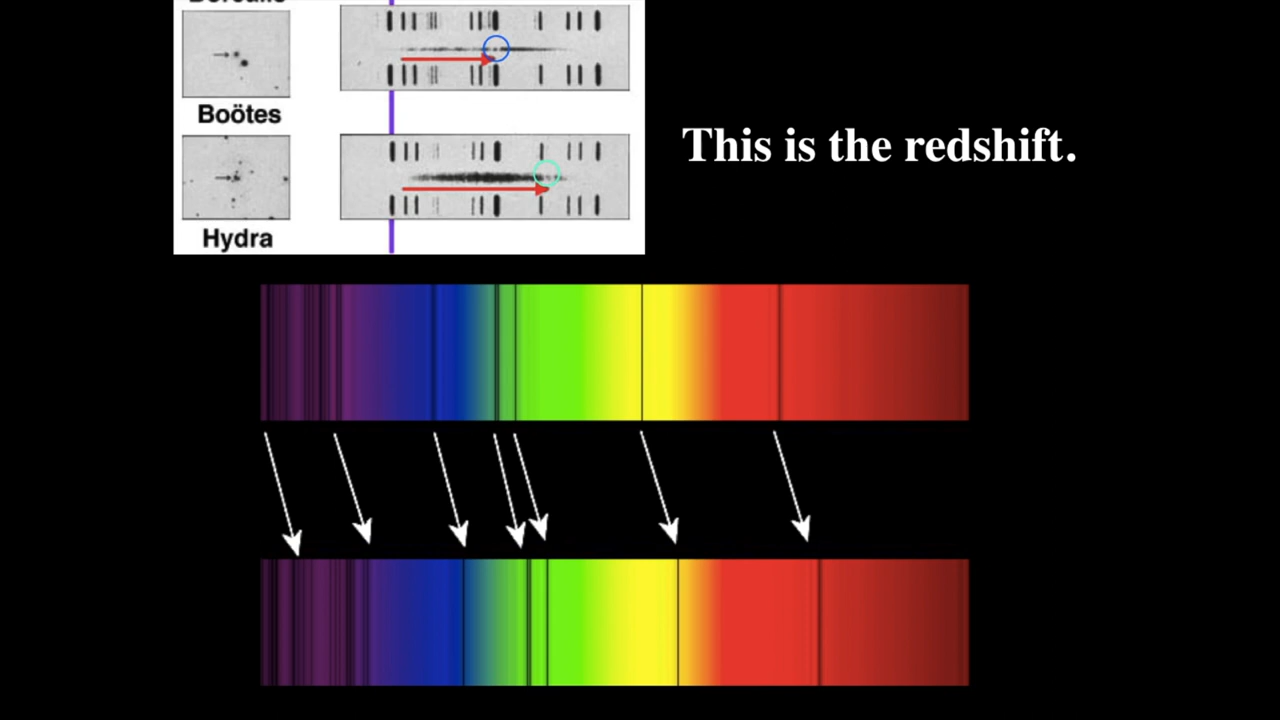 Boötes
This is the redshift.
Hydra